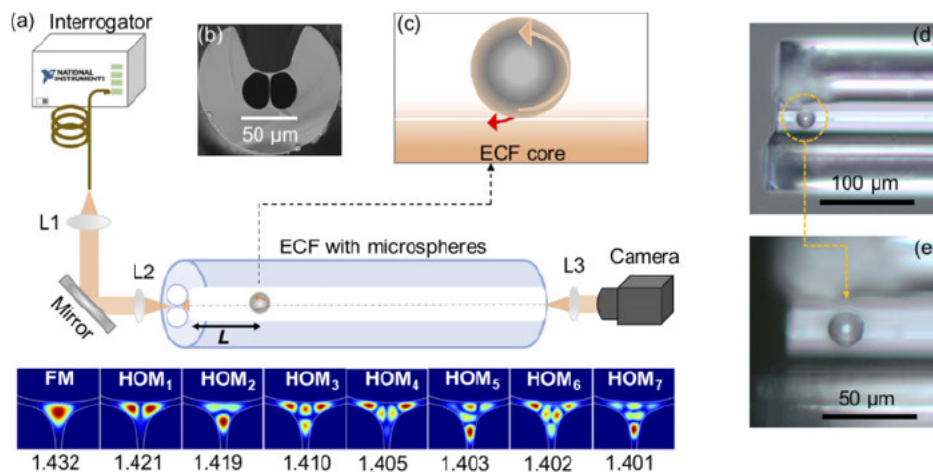 (a)
Interrogator
NATIONAL
INSTRUMENTS
L1
Mirror
L2
(b)
50 µm
(c)
ECF core
ECF with microspheres
L
L3
Camera
FM HOM₁ HOM₂ HOM₃ HOM₄ HOM₅ HOM₆ HOM₇
1.432 1.421 1.419 1.410 1.405 1.403 1.402 1.401
(d)
100 µm
(e
50 µm